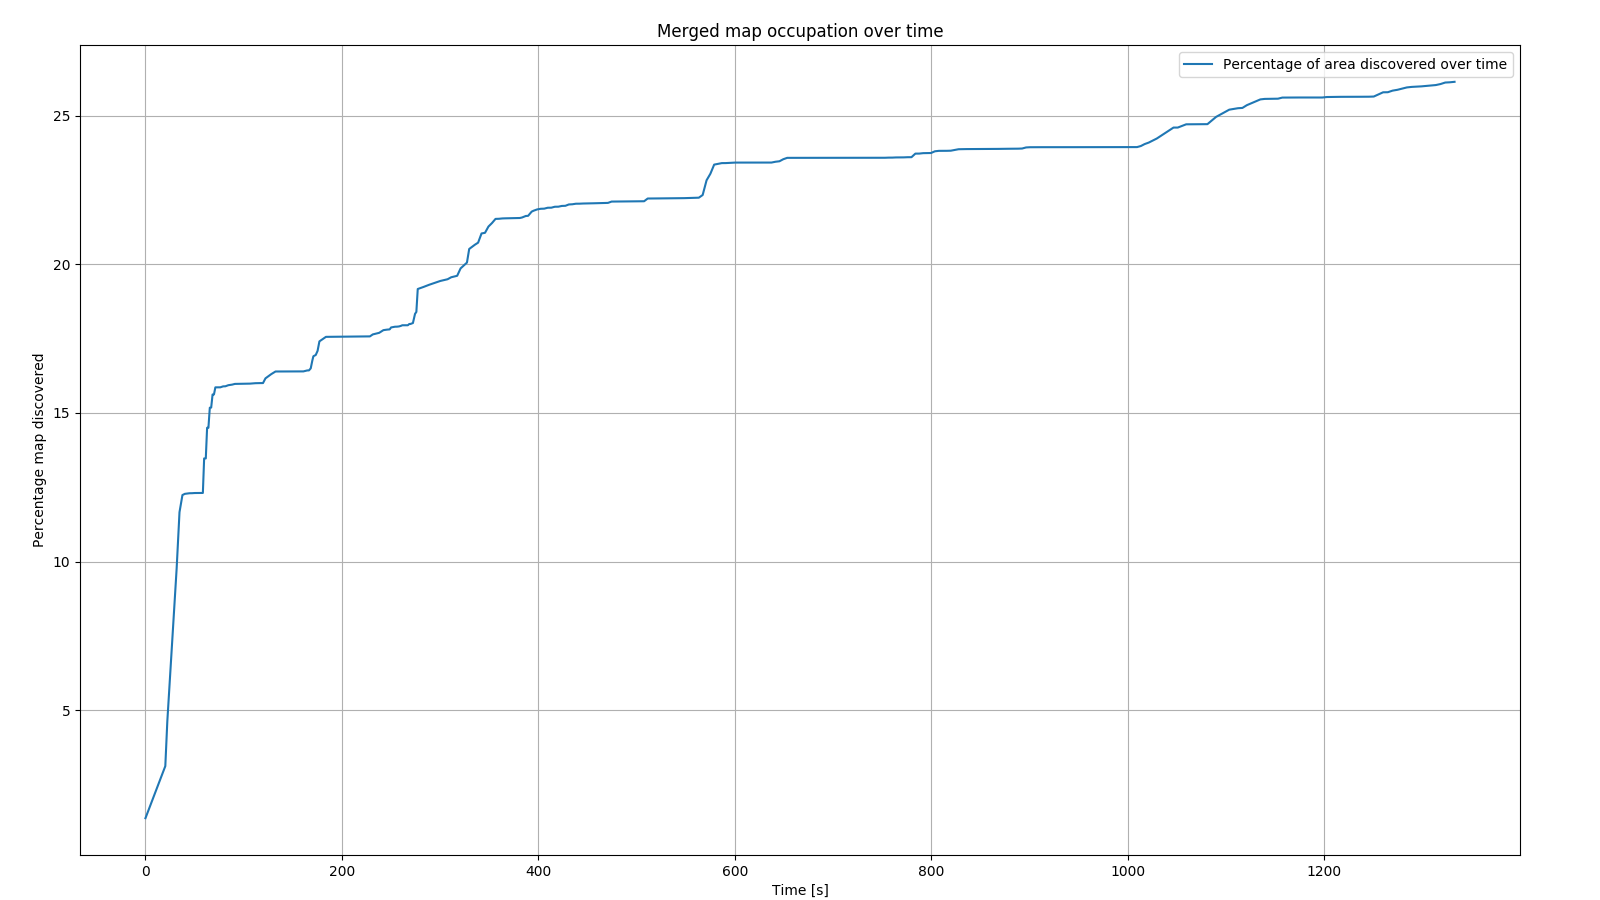 Merged map occupation over time
Percentage of area discovered over time
Percentage map discovered
25
20
15
10
5
0 200 400 600 800 1000 1200
Time [s]